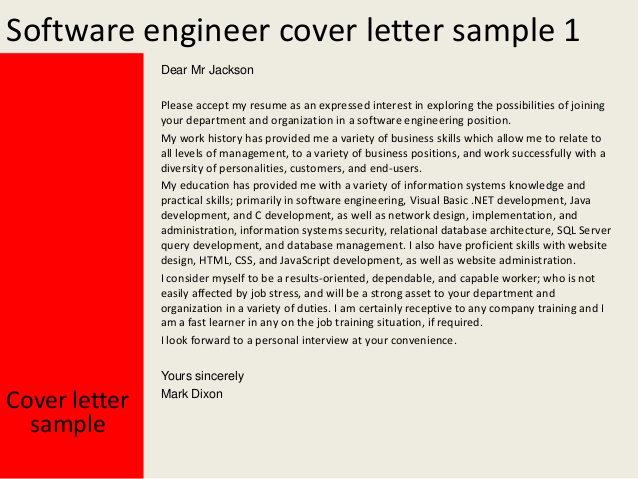 Software engineer cover letter sample 1
Dear Mr Jackson
Please accept my resume as an expressed interest in exploring the possibilities of joining
your department and organization in a software engineering position.
My work history has provided me a variety of business skills which allow me to relate to
all levels of management, to a variety of business positions, and work successfully with a
diversity of personalities, customers, and end-users.
My education has provided me with a variety of information systems knowledge and
practical skills; primarily in software engineering, Visual Basic .NET development, Java
development, and C development, as well as network design, implementation, and
administration, information systems security, relational database architecture, SQL Server
query development, and database management. I also have proficient skills with website
design, HTML, CSS, and JavaScript development, as well as website administration.
I consider myself to be a results-oriented, dependable, and capable worker; who is not
easily affected by job stress, and will be a strong asset to your department and
organization in a variety of duties. I am certainly receptive to any company training and I
am a fast learner in any on the job training situation, if required.
I look forward to a personal interview at your convenience.
Yours sincerely
Mark Dixon
Cover letter
sample